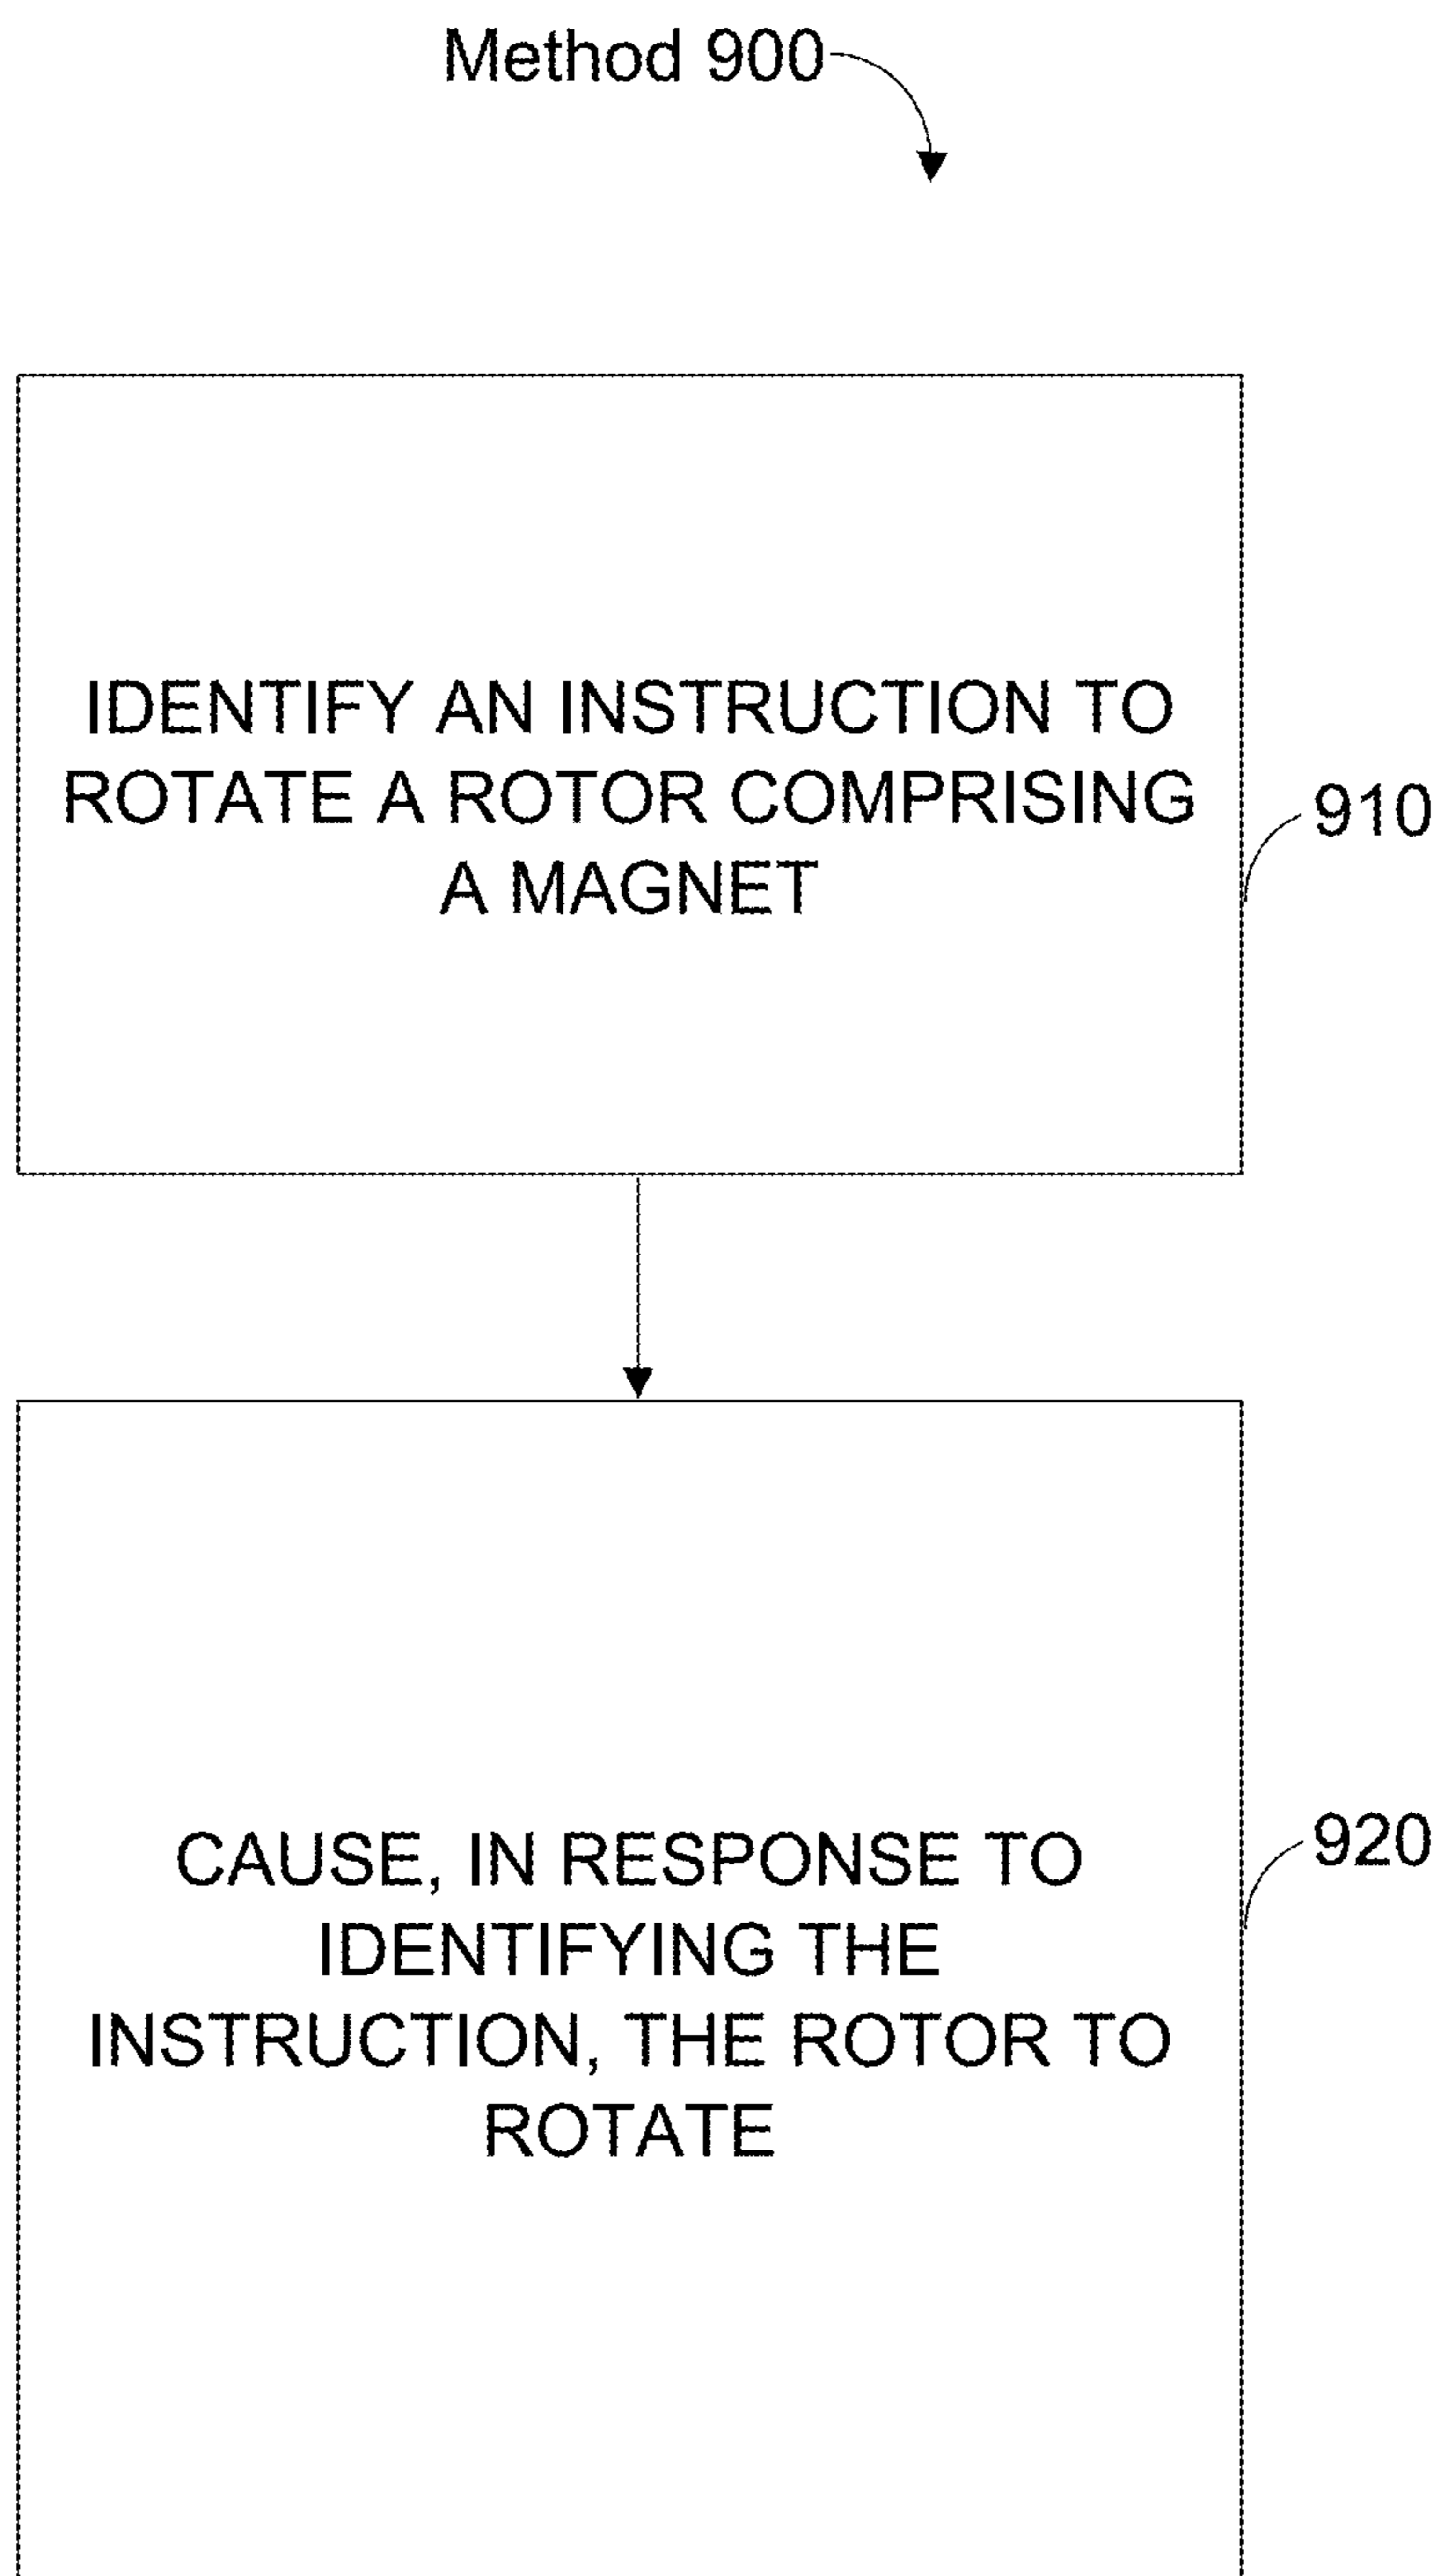 Method 900
IDENTIFY AN INSTRUCTION TO
ROTATE A ROTOR COMPRISING
A MAGNET
910
CAUSE, IN RESPONSE TO
IDENTIFYING THE
INSTRUCTION, THE ROTOR TO
ROTATE
920